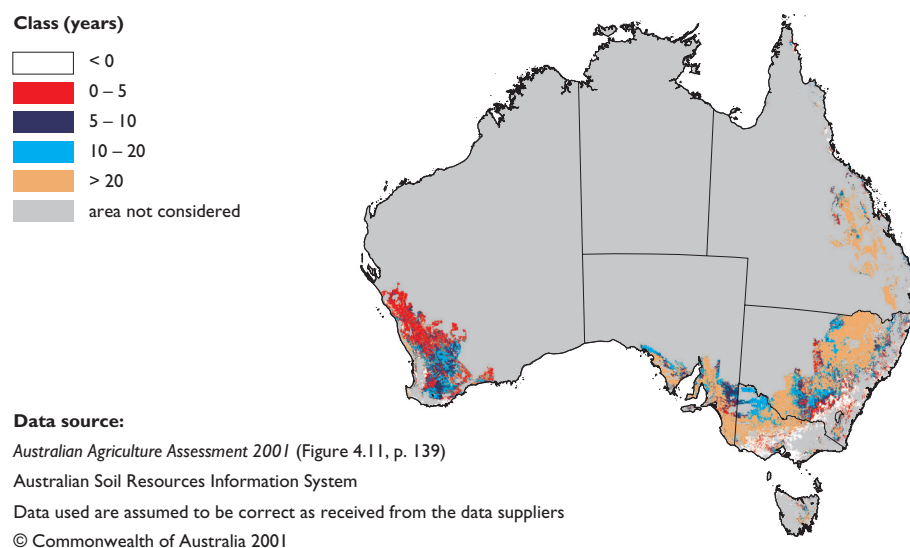 Class (years)
< 0
0 – 5
5 – 10
10 – 20
> 20
area not considered
Data source:
Australian Agriculture Assessment 2001 (Figure 4.11, p. 139)
Australian Soil Resources Information System
Data used are assumed to be correct as received from the data suppliers
© Commonwealth of Australia 2001